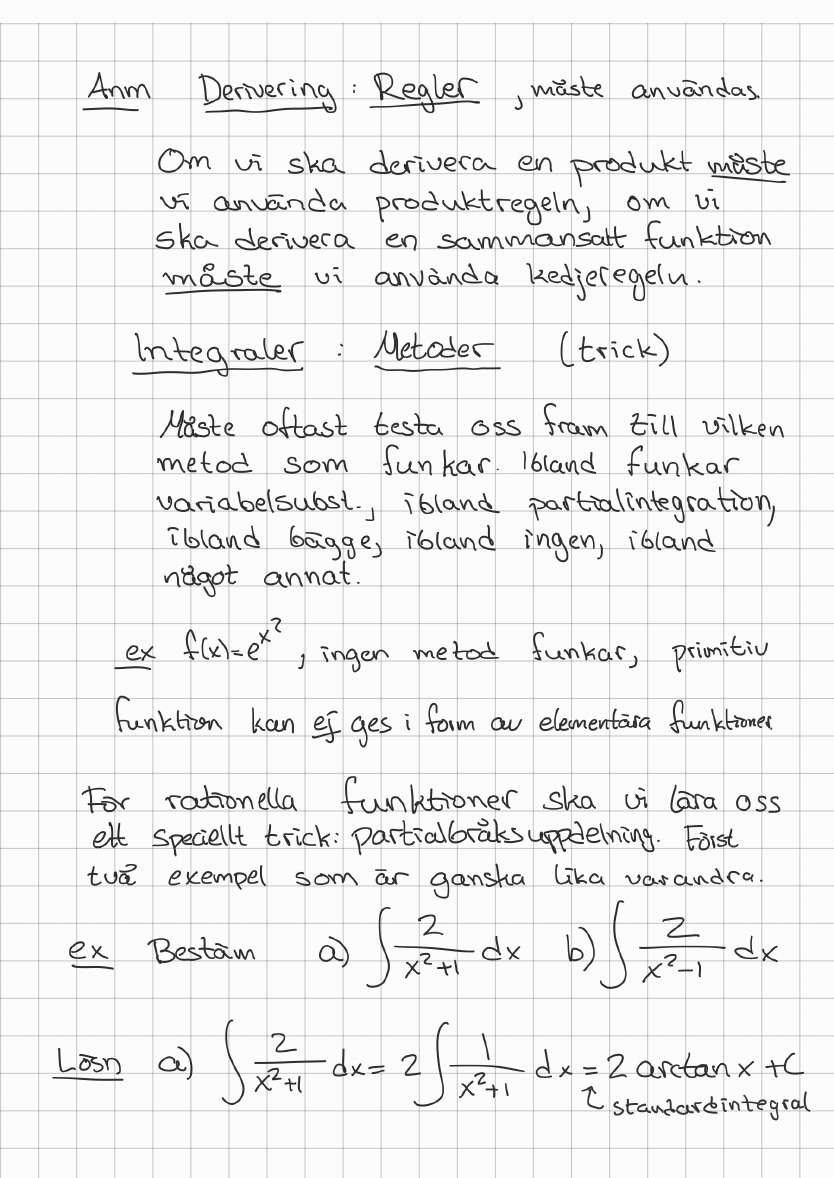 Anm Derivering: Regler, måste användas.
Om vi ska derivera en produkt måste
vi använda produktregeln, om vi
ska derivera en sammansatt funktion
måste vi använda kedjeregeln.
Integraler: Metoder (trick)
Måste oftast testa oss fram till vilken
metod som funkar. Ibland funkar
variabelsubst., ibland partialintegration,
ibland bägge, ibland ingen, ibland
något annat.
ex f(x)=e^{x^2}, ingen metod funkar, primitiv
funktion kan ej ges i form av elementära funktioner
För rationella funktioner ska vi lära oss
ett speciellt trick: partialbråksuppdelning. Först
två exempel som är ganska lika varandra.
ex Bestäm a) ∫ 2/(x²+1) dx b) ∫ 2/(x²-1) dx
Lösn a) ∫ 2/(x²+1) dx = 2 ∫ 1/(x²+1) dx = 2 arctan x + C
standardintegral